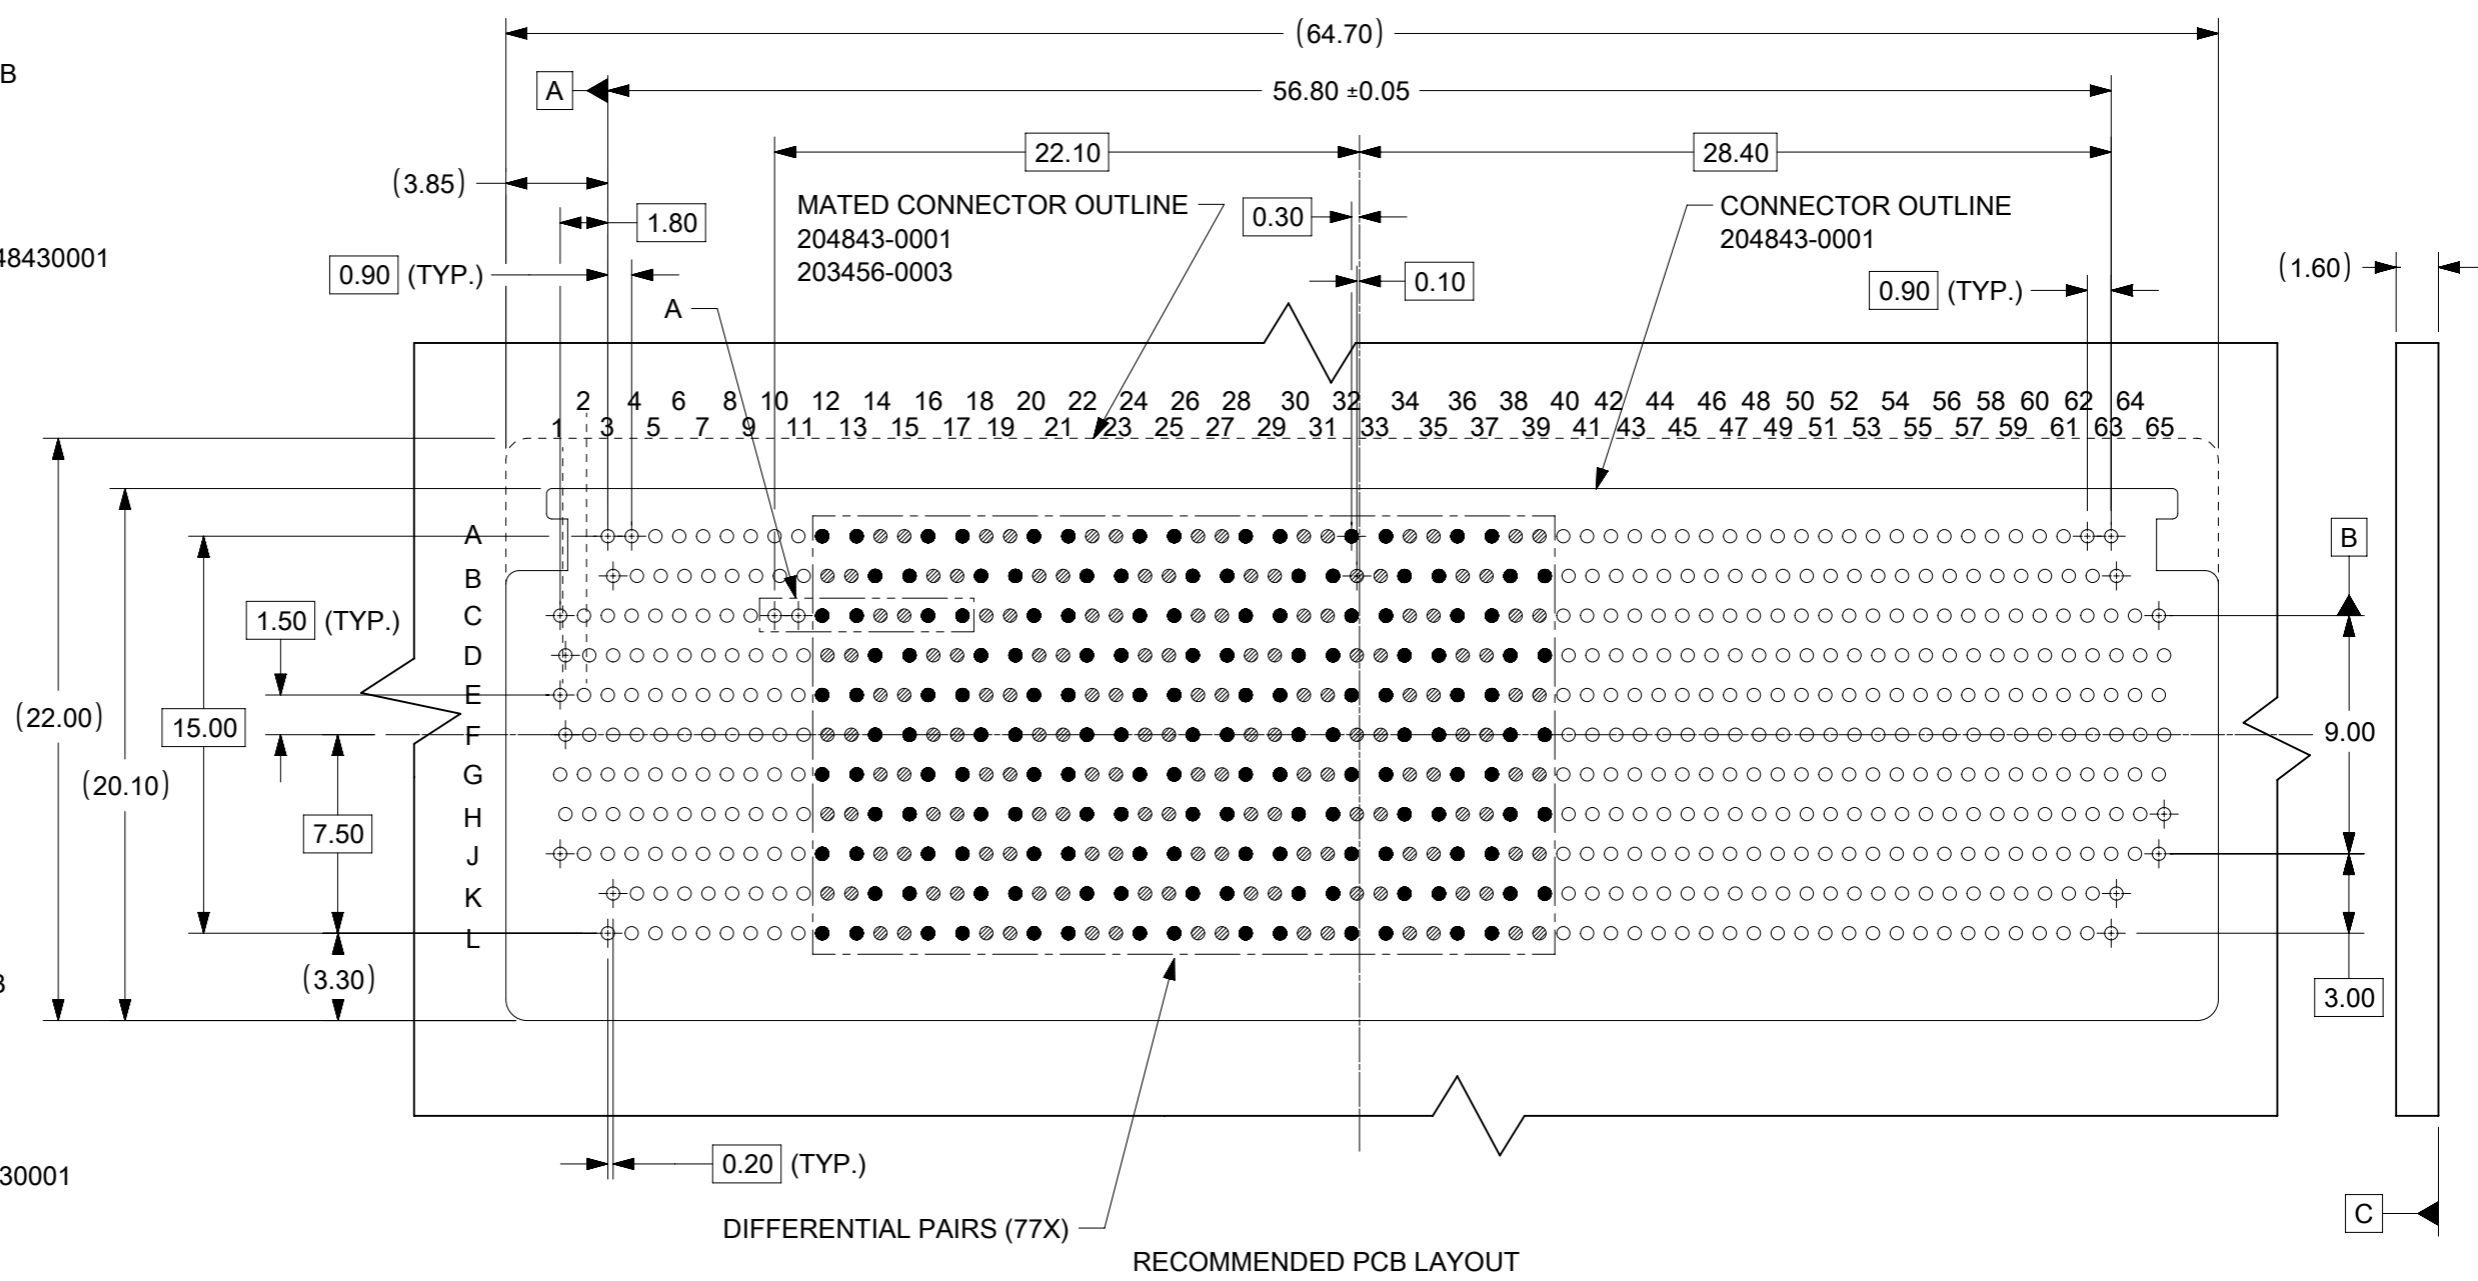 (64.70)
B
A
56.80 ±0.05
22.10
28.40
(3.85)
MATED CONNECTOR OUTLINE
204843-0001
203456-0003
0.30
CONNECTOR OUTLINE
204843-0001
1.80
48430001
0.90 (TYP.)
0.10
0.90 (TYP.)
(1.60)
A
2 4 6 8 10 12 14 16 18 20 22 24 26 28 30 32 34 36 38 40 42 44 46 48 50 52 54 56 58 60 62 64
1 3 5 7 9 11 13 15 17 19 21 23 25 27 29 31 33 35 37 39 41 43 45 47 49 51 53 55 57 59 61 63 65
A
B
B
C
1.50 (TYP.)
D
E
(22.00)
15.00
F
9.00
G
(20.10)
H
7.50
J
K
L
(3.30)
3.00
0.20 (TYP.)
30001
C
DIFFERENTIAL PAIRS (77X)
RECOMMENDED PCB LAYOUT